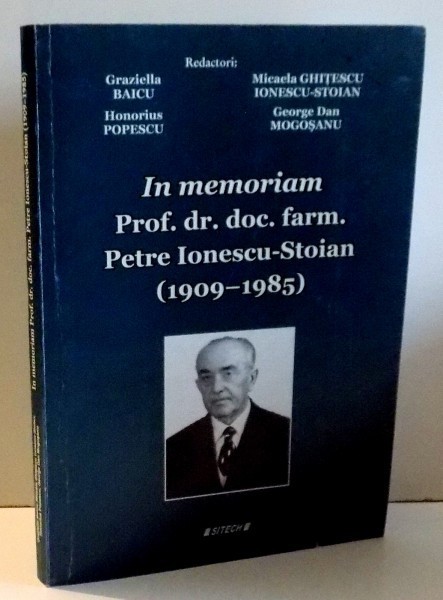 Redactori:
Graziella
BAICU
Micaela GHIȚESCU
IONESCU-STOIAN
Honorius
POPESCU
George Dan
MOGOȘANU
In memoriam
Prof. dr. doc. farm.
Petre Ionescu-Stoian
(1909–1985)
SITECH
In memoriam Prof. dr. doc. farm. Petre Ionescu-Stoian (1909–1985)